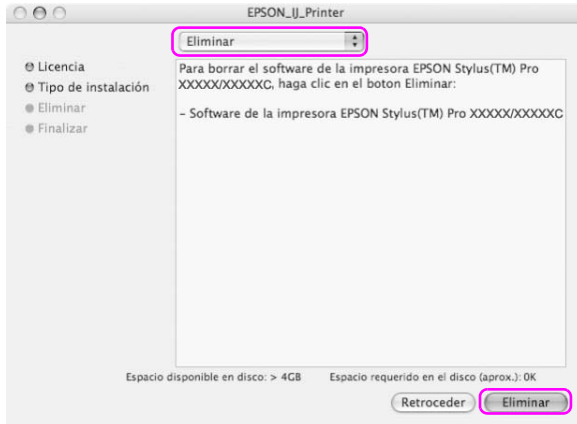 EPSON_IJ_Printer
Eliminar
Licencia
Tipo de instalación
Eliminar
Finalizar
Para borrar el software de la impresora EPSON Stylus(TM) Pro
XXXXX/XXXXXC, haga clic en el boton Eliminar:
– Software de la impresora EPSON Stylus(TM) Pro XXXXX/XXXXXC
Espacio disponible en disco: > 4GB Espacio requerido en el disco (aprox.): 0K
Retroceder Eliminar